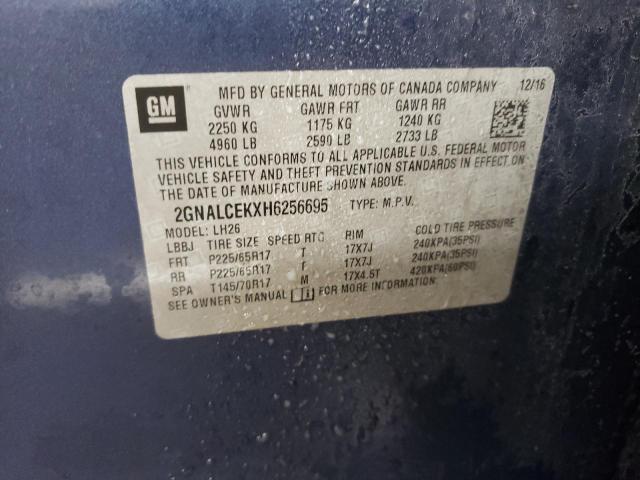 GM
MFD BY GENERAL MOTORS OF CANADA COMPANY 12/16
GVWR GAWR FRT GAWR RR
2250 KG 1175 KG 1240 KG
4960 LB 2590 LB 2733 LB
THIS VEHICLE CONFORMS TO ALL APPLICABLE U.S. FEDERAL MOTOR
VEHICLE SAFETY AND THEFT PREVENTION STANDARDS IN EFFECT ON
THE DATE OF MANUFACTURE SHOWN ABOVE.
2GNALCEKXH6256695 TYPE: M.P.V.
MODEL: LH26
LBBJ TIRE SIZE SPEED RTG RIM COLD TIRE PRESSURE
FRT P225/65R17 T 17X7J 240KPA(35PSI)
RR P225/65R17 17X7J 240KPA(35PSI)
SPA T145/70R17 M 17X4.5T 420KPA(60PSI)
SEE OWNER'S MANUAL FOR MORE INFORMATION